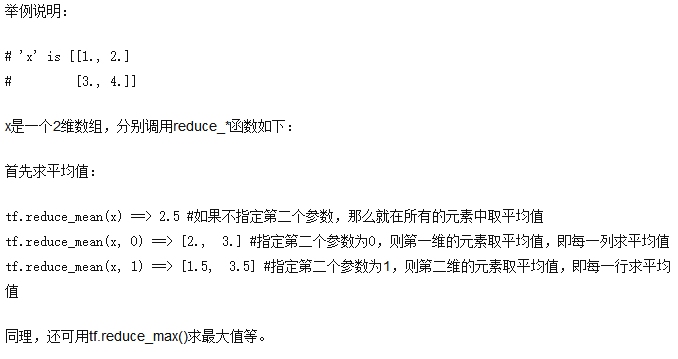 举例说明：
# 'x' is [[1., 2.]
#         [3., 4.]]
x是一个2维数组，分别调用reduce_*函数如下：
首先求平均值：
tf.reduce_mean(x) ==> 2.5 #如果不指定第二个参数，那么就在所有的元素中取平均值
tf.reduce_mean(x, 0) ==> [2.,  3.] #指定第二个参数为0，则第一维的元素取平均值，即每一列求平均值
tf.reduce_mean(x, 1) ==> [1.5,  3.5] #指定第二个参数为1，则第二维的元素取平均值，即每一行求平均
值
同理，还可用tf.reduce_max()求最大值等。